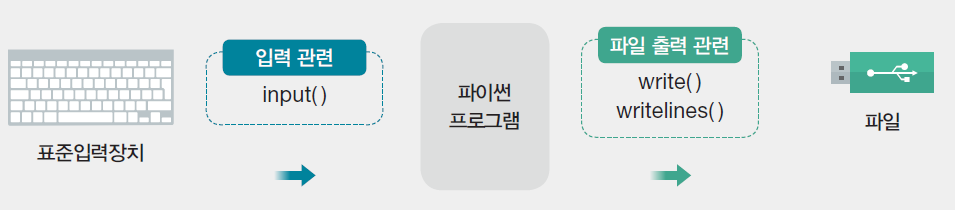 입력 관련
input()
표준입력장치
파이썬
프로그램
파일 출력 관련
write()
writelines()
파일